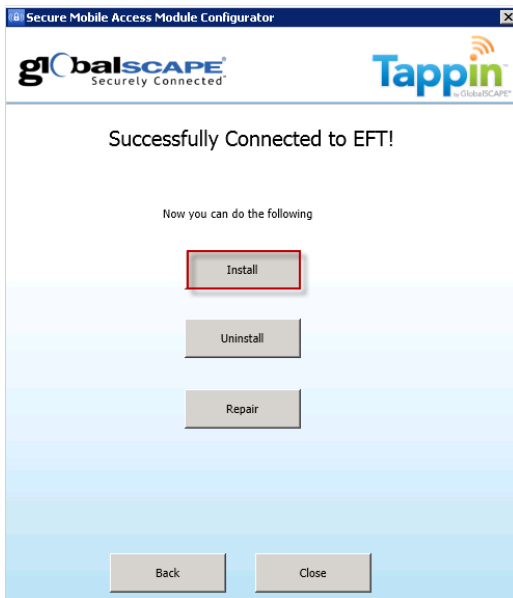 Secure Mobile Access Module Configurator
globalSCAPE
Securely Connected
Tappin
by GlobalSCAPE
Successfully Connected to EFT!
Now you can do the following
Install
Uninstall
Repair
Back
Close